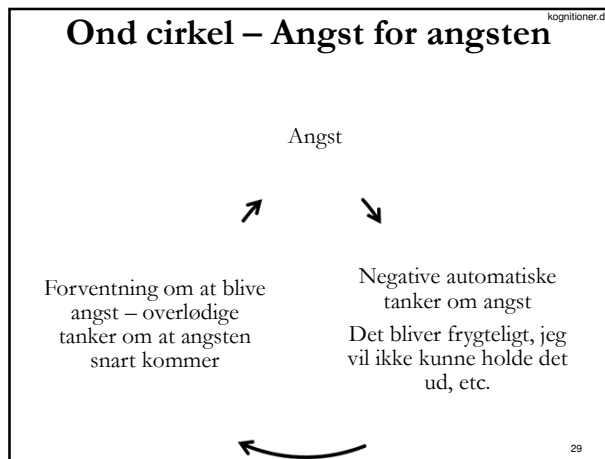 kognitioner.d
Ond cirkel – Angst for angsten
Angst
Negative automatiske
tanker om angst
Det bliver frygteligt, jeg
vil ikke kunne holde det
ud, etc.
Forventning om at blive
angst – overlødige
tanker om at angsten
snart kommer
29